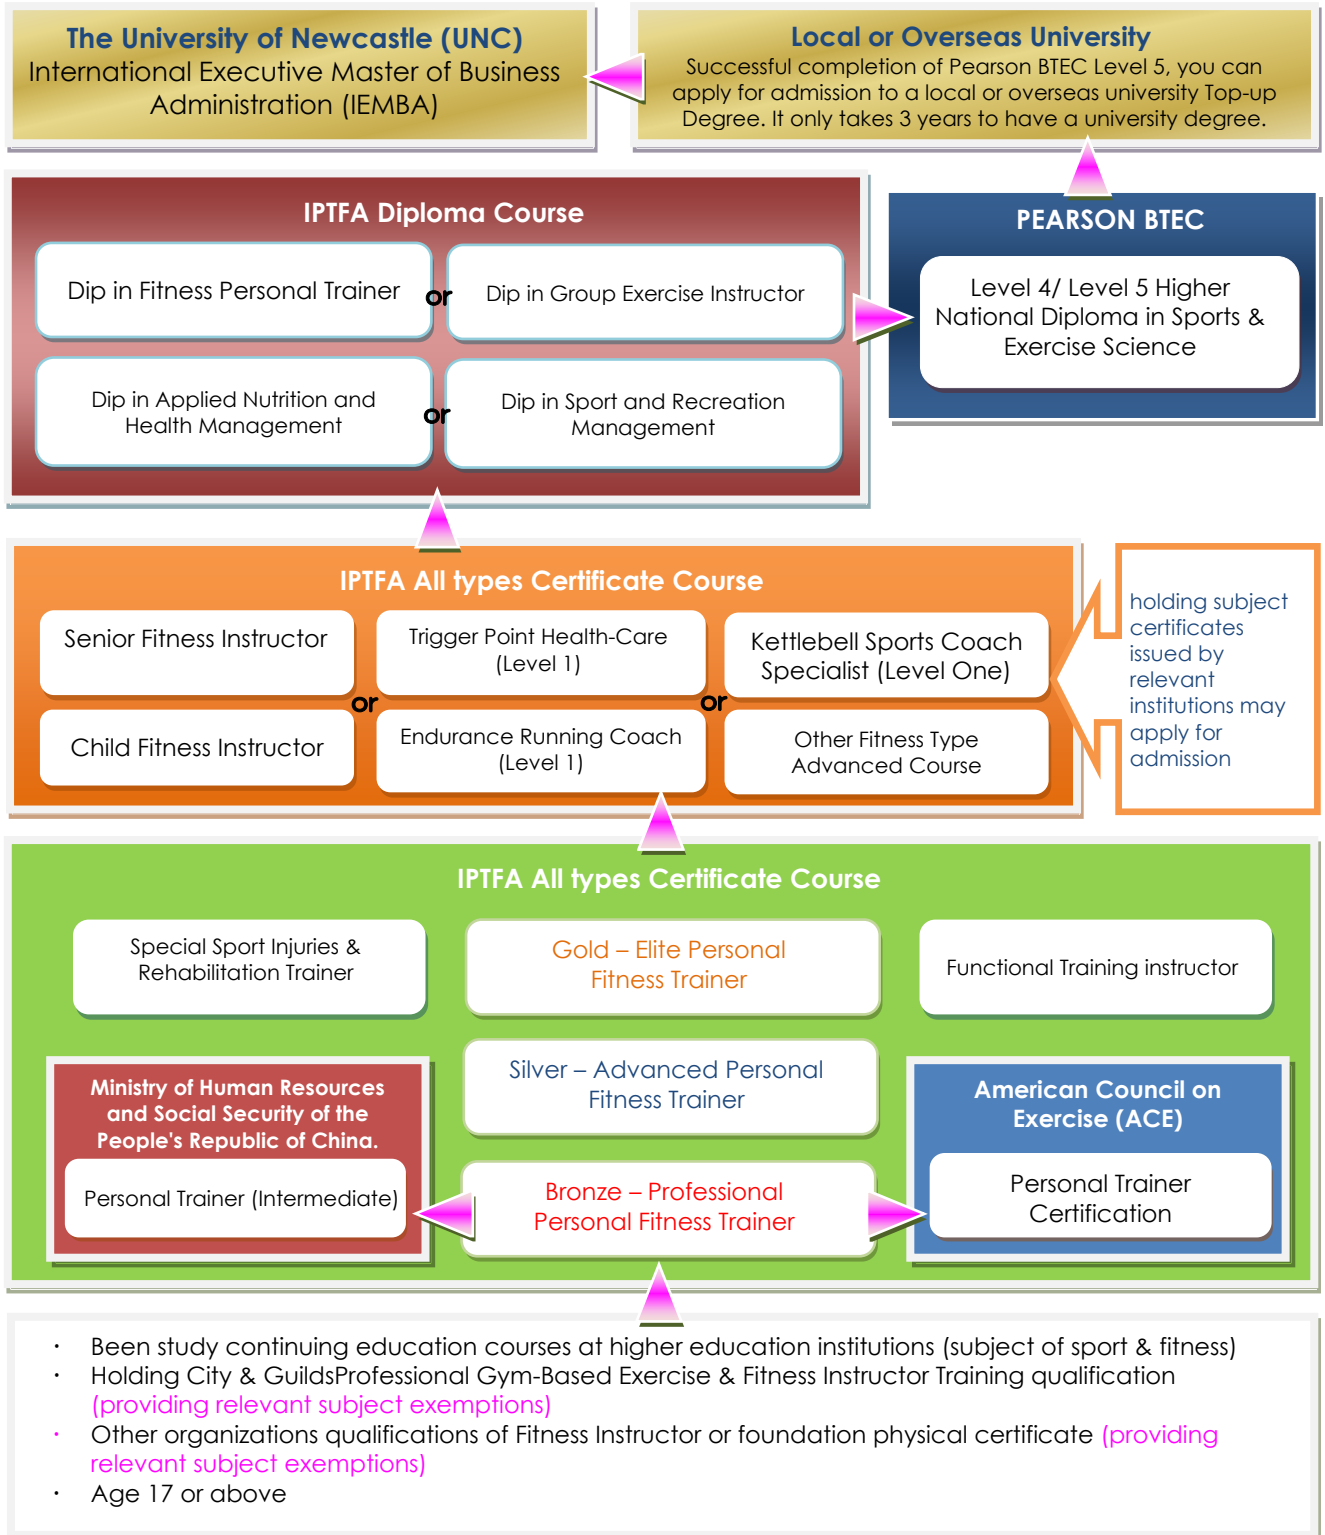 The University of Newcastle (UNC)
International Executive Master of Business
Administration (IEMBA)
Local or Overseas University
Successful completion of Pearson BTEC Level 5, you can
apply for admission to a local or overseas university Top-up
Degree. It only takes 3 years to have a university degree.
IPTFA Diploma Course
Dip in Fitness Personal Trainer
or
Dip in Group Exercise Instructor
Dip in Applied Nutrition and
Health Management
or
Dip in Sport and Recreation
Management
PEARSON BTEC
Level 4/ Level 5 Higher
National Diploma in Sports &
Exercise Science
IPTFA All types Certificate Course
Senior Fitness Instructor
Child Fitness Instructor
or
Trigger Point Health-Care
(Level 1)
Endurance Running Coach
(Level 1)
or
Kettlebell Sports Coach
Specialist (Level One)
Other Fitness Type
Advanced Course
holding subject
certificates
issued by
relevant
institutions may
apply for
admission
IPTFA All types Certificate Course
Special Sport Injuries &
Rehabilitation Trainer
Gold – Elite Personal
Fitness Trainer
Functional Training instructor
Silver – Advanced Personal
Fitness Trainer
Ministry of Human Resources
and Social Security of the
People's Republic of China.
Personal Trainer (Intermediate)
Bronze – Professional
Personal Fitness Trainer
American Council on
Exercise (ACE)
Personal Trainer
Certification
· Been study continuing education courses at higher education institutions (subject of sport & fitness)
· Holding City & GuildsProfessional Gym-Based Exercise & Fitness Instructor Training qualification
(providing relevant subject exemptions)
· Other organizations qualifications of Fitness Instructor or foundation physical certificate (providing
relevant subject exemptions)
· Age 17 or above